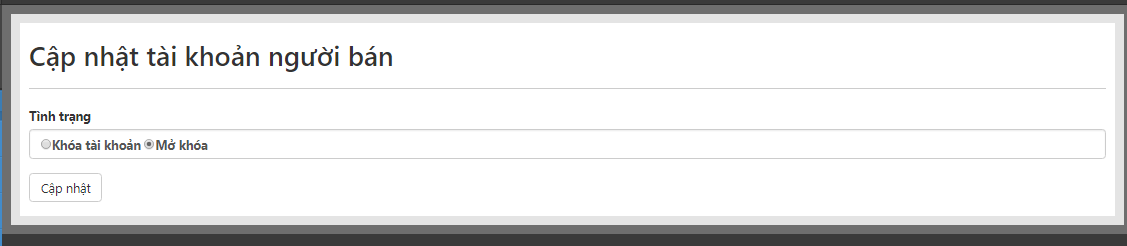 Cập nhật tài khoản người bán
Tình trạng
Khóa tài khoản Mở khóa
Cập nhật